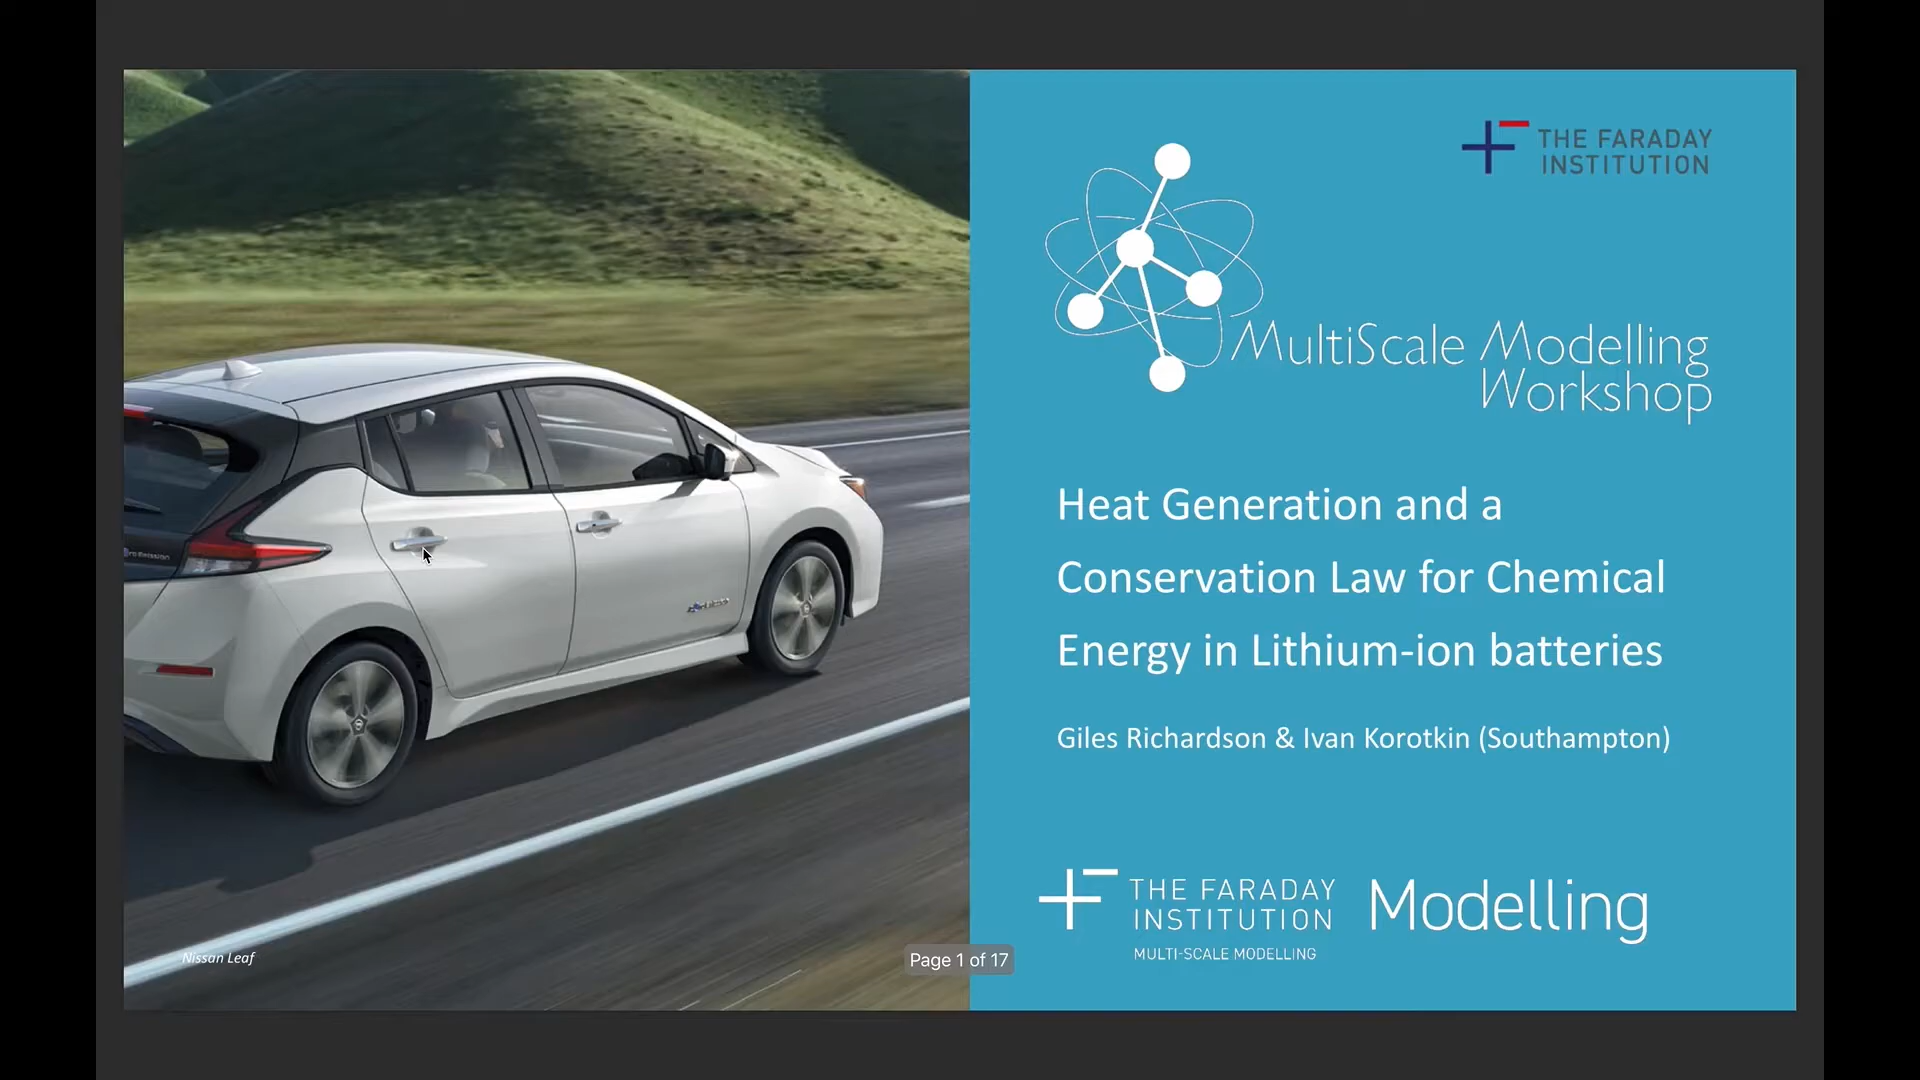 THE FARADAY
INSTITUTION
MultiScale Modelling
Workshop
Heat Generation and a
Conservation Law for Chemical
Energy in Lithium-ion batteries
Giles Richardson & Ivan Korotkin (Southampton)
THE FARADAY
INSTITUTION
MULTI-SCALE MODELLING
Modelling
Nissan Leaf
Page 1 of 17